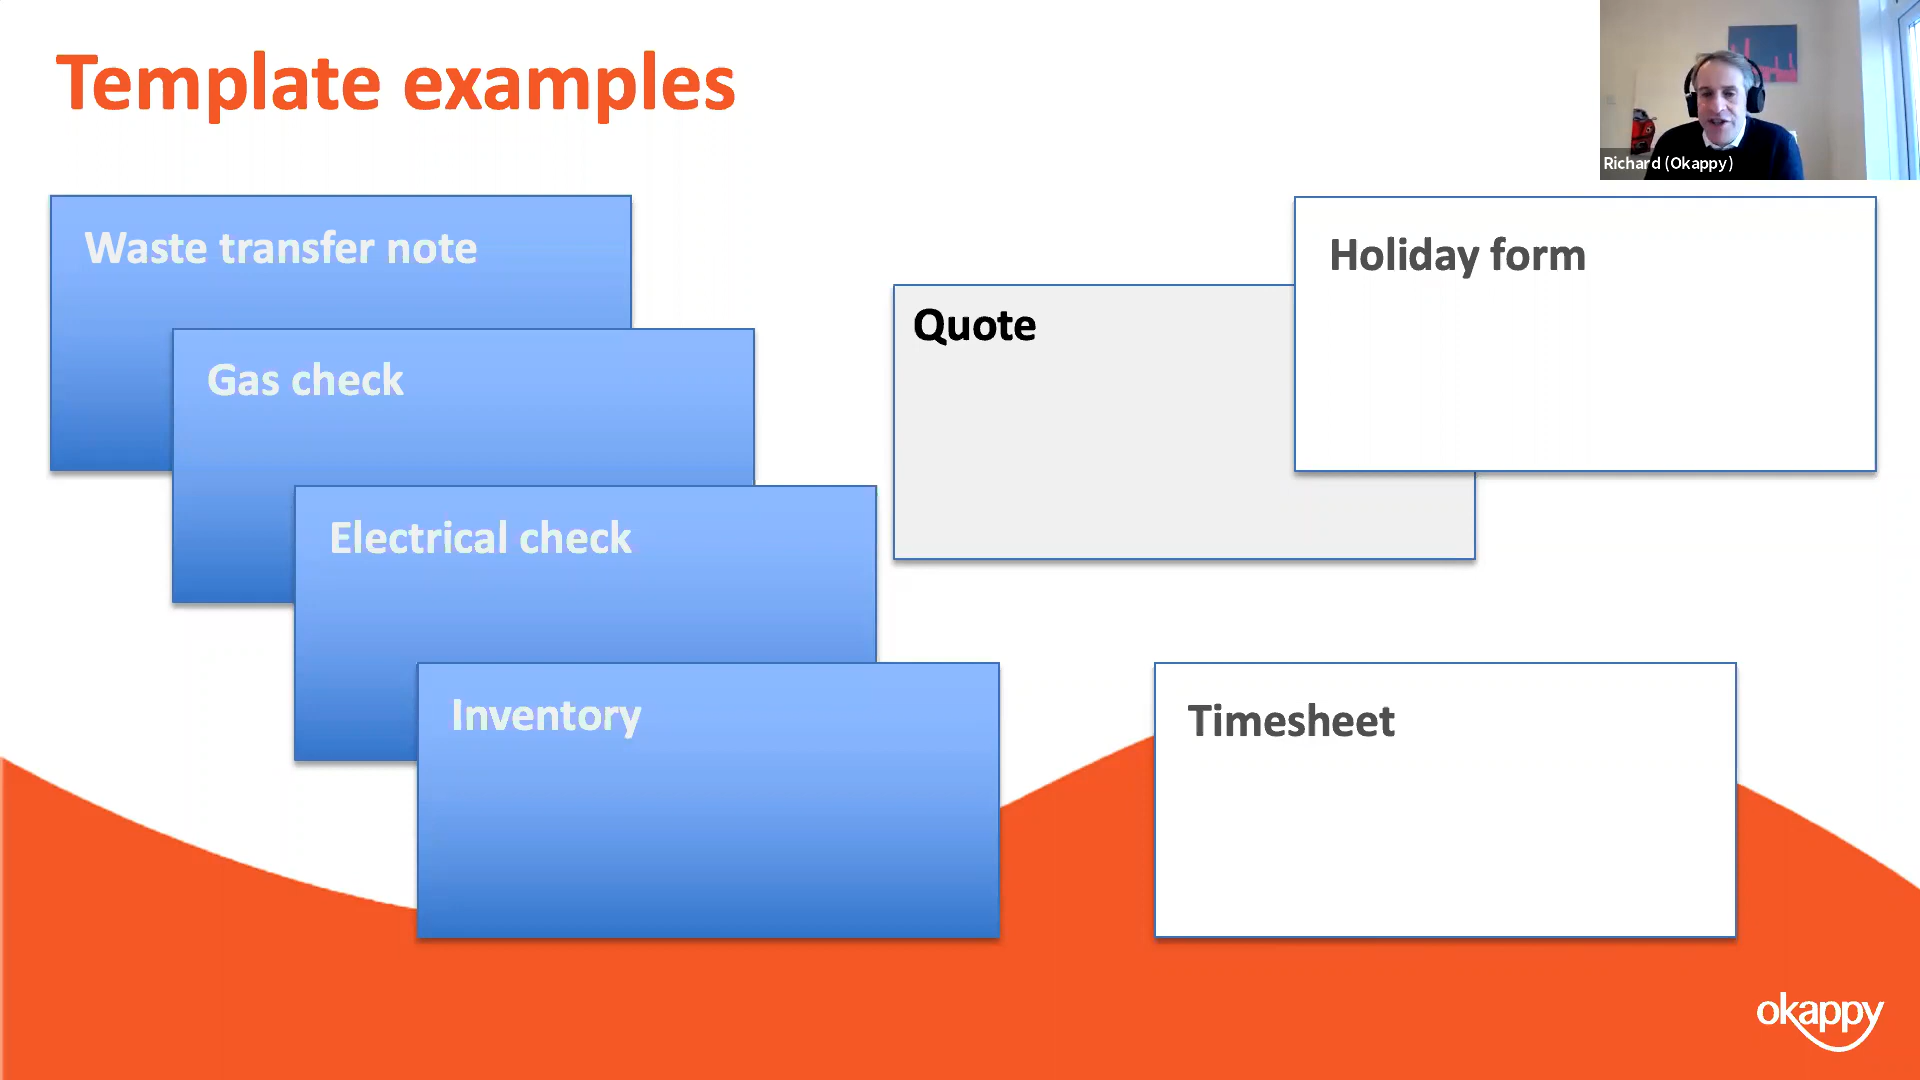 Template examples
Richard (Okappy)
Waste transfer note
Holiday form
Quote
Gas check
Electrical check
Inventory
Timesheet
okappy